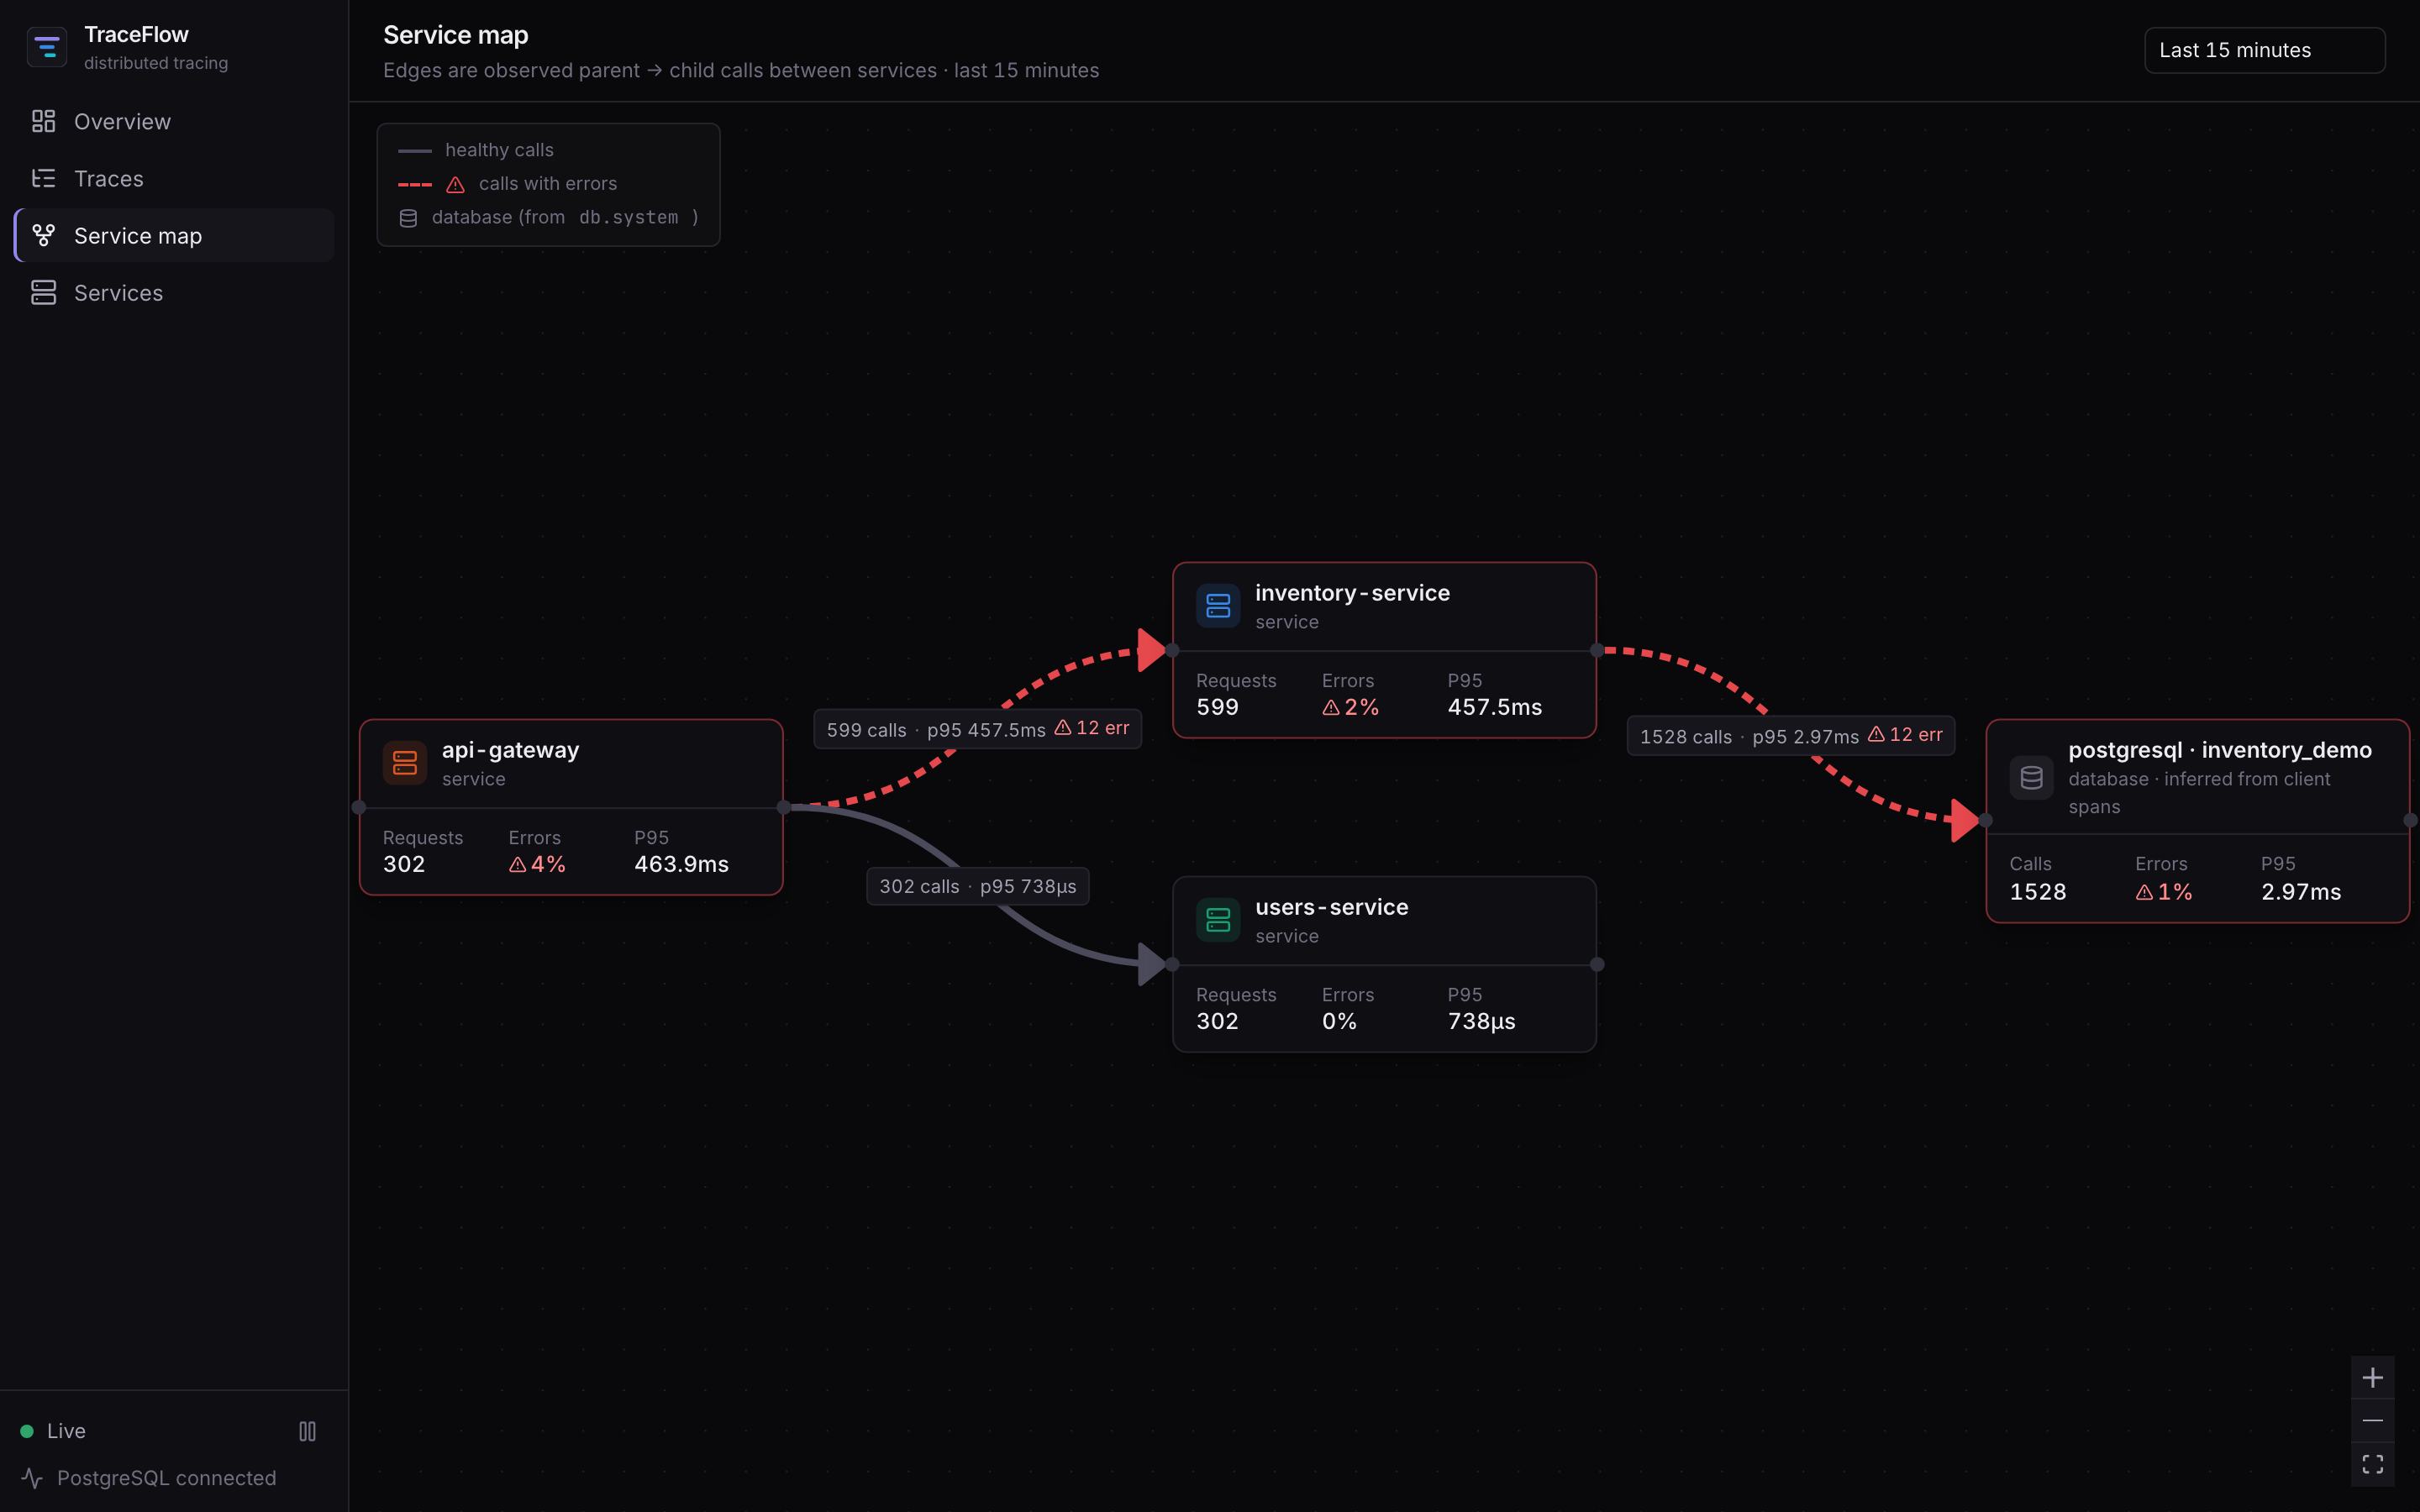 TraceFlow
distributed tracing
Overview
Traces
Service map
Services
Live
PostgreSQL connected
Service map
Edges are observed parent → child calls between services · last 15 minutes
Last 15 minutes
healthy calls
calls with errors
database (from db.system )
api-gateway
service
Requests Errors P95
302 4% 463.9ms
599 calls · p95 457.5ms 12 err
302 calls · p95 738µs
inventory-service
service
Requests Errors P95
599 2% 457.5ms
users-service
service
Requests Errors P95
302 0% 738µs
1528 calls · p95 2.97ms 12 err
postgresql · inventory_demo
database · inferred from client
spans
Calls Errors P95
1528 1% 2.97ms